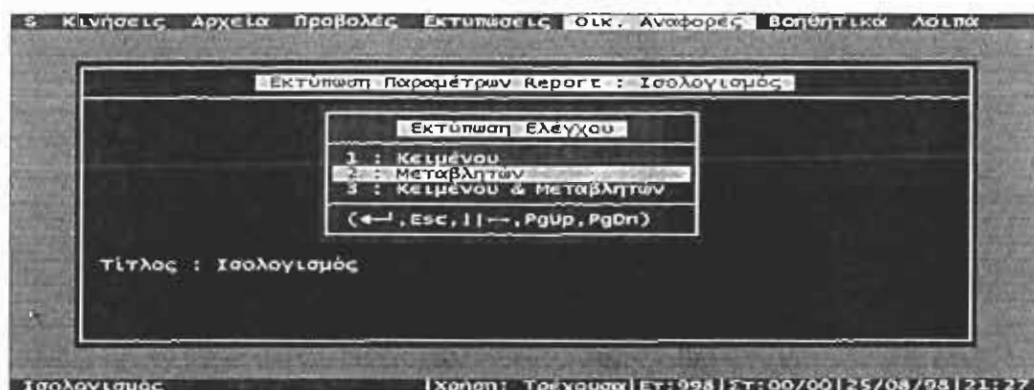 S Κινήσεις Αρχεία Προβολές Εκτυπώσεις Οικ. Αναφορές Βοηθητικά Λοιπά
Εκτύπωση Παραμέτρων Report : Ισολογισμός
Εκτύπωση Ελέγχου
1 : Κειμένου
2 : Μεταβλητών
3 : Κειμένου & Μεταβλητών
(◄─┘,Esc,||──,PgUp,PgDn)
Τίτλος : Ισολογισμός
Ισολογισμός |Χρήση: Τρέχουσα|Ετ:998|Στ:00/00|25/08/98|21:27